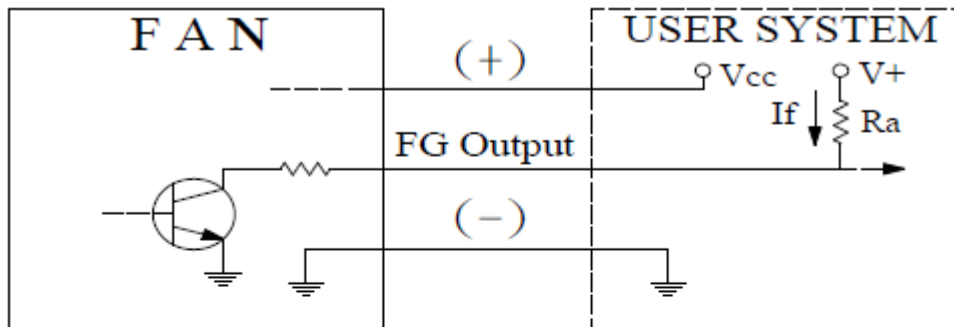 F A N
USER SYSTEM
(+)
Vcc
V+
If
Ra
FG Output
(−)